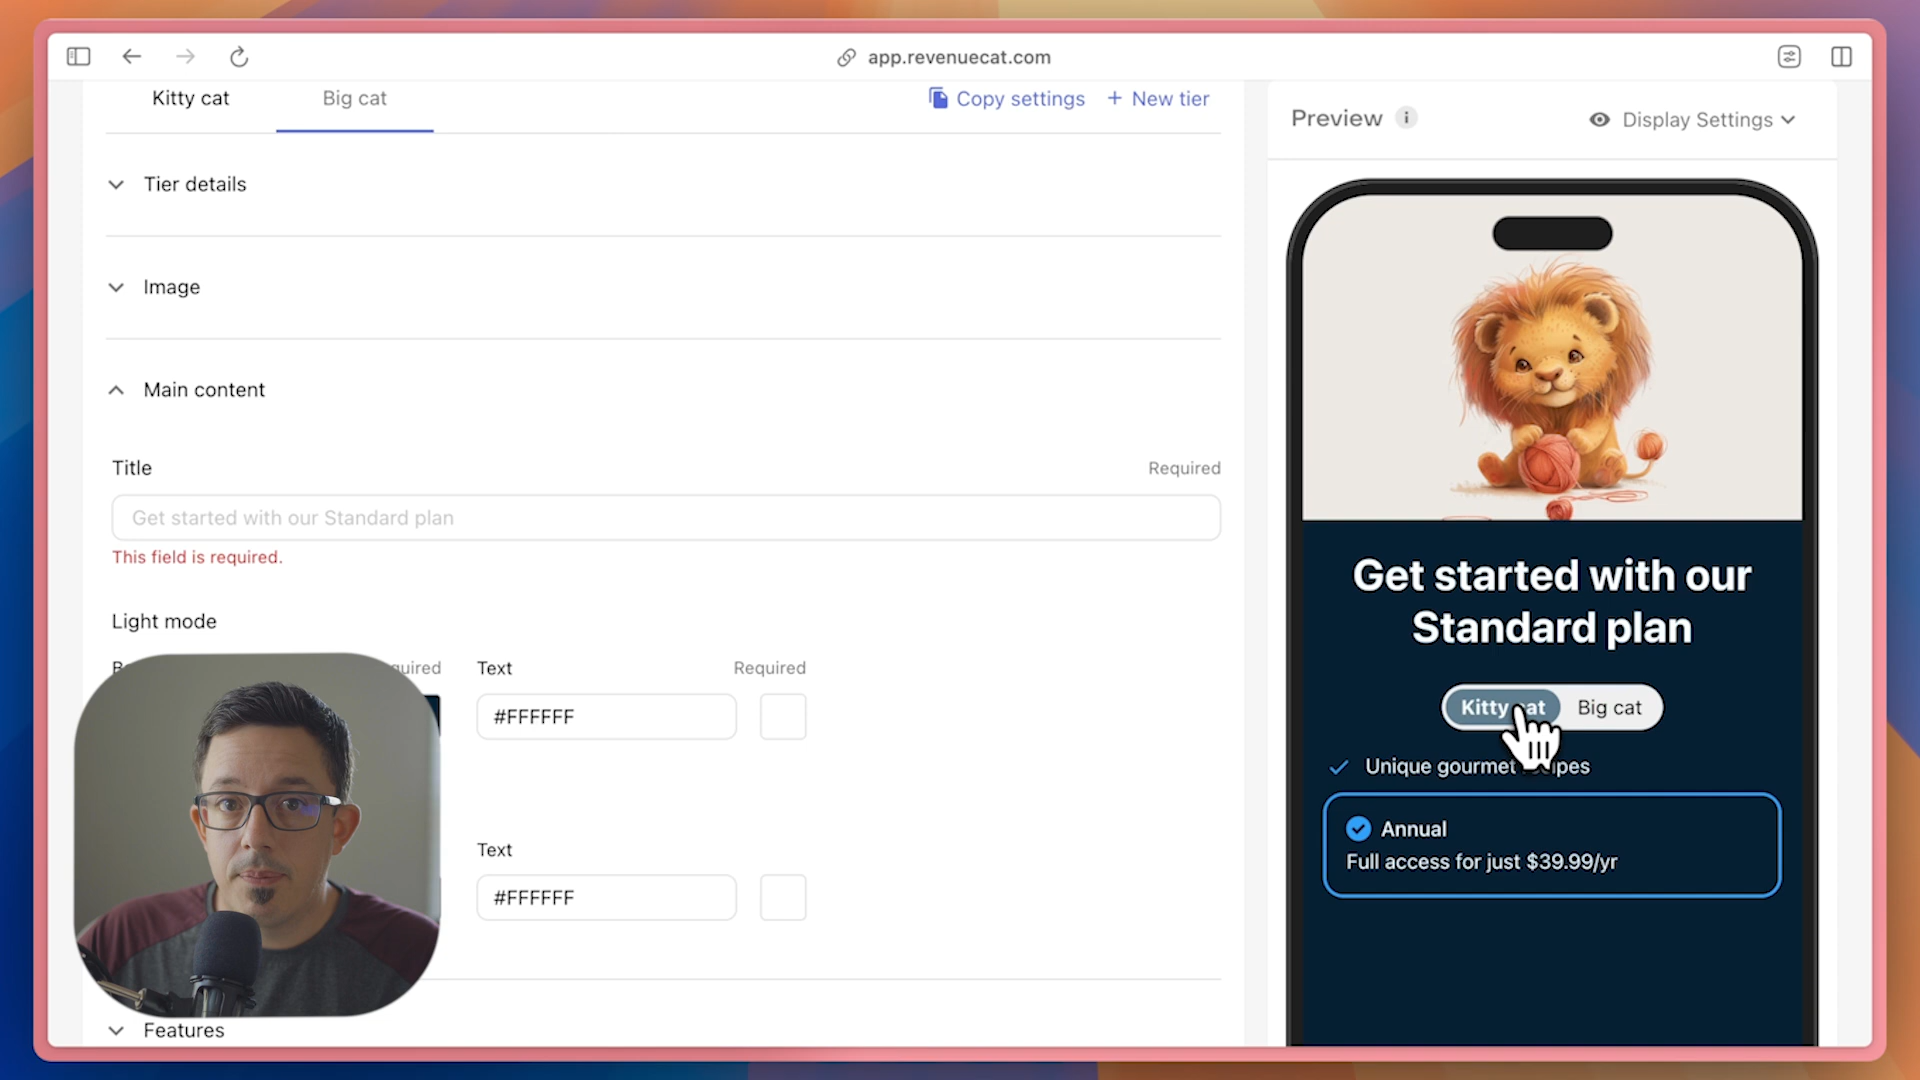 app.revenuecat.com
Kitty cat
Big cat
Copy settings
+ New tier
Preview
i
Display Settings
Tier details
Image
Main content
Title
Required
Get started with our Standard plan
This field is required.
Light mode
Text
Required
#FFFFFF
Text
#FFFFFF
Features
Get started with our
Standard plan
Kitty cat
Big cat
Unique gourmet recipes
Annual
Full access for just $39.99/yr